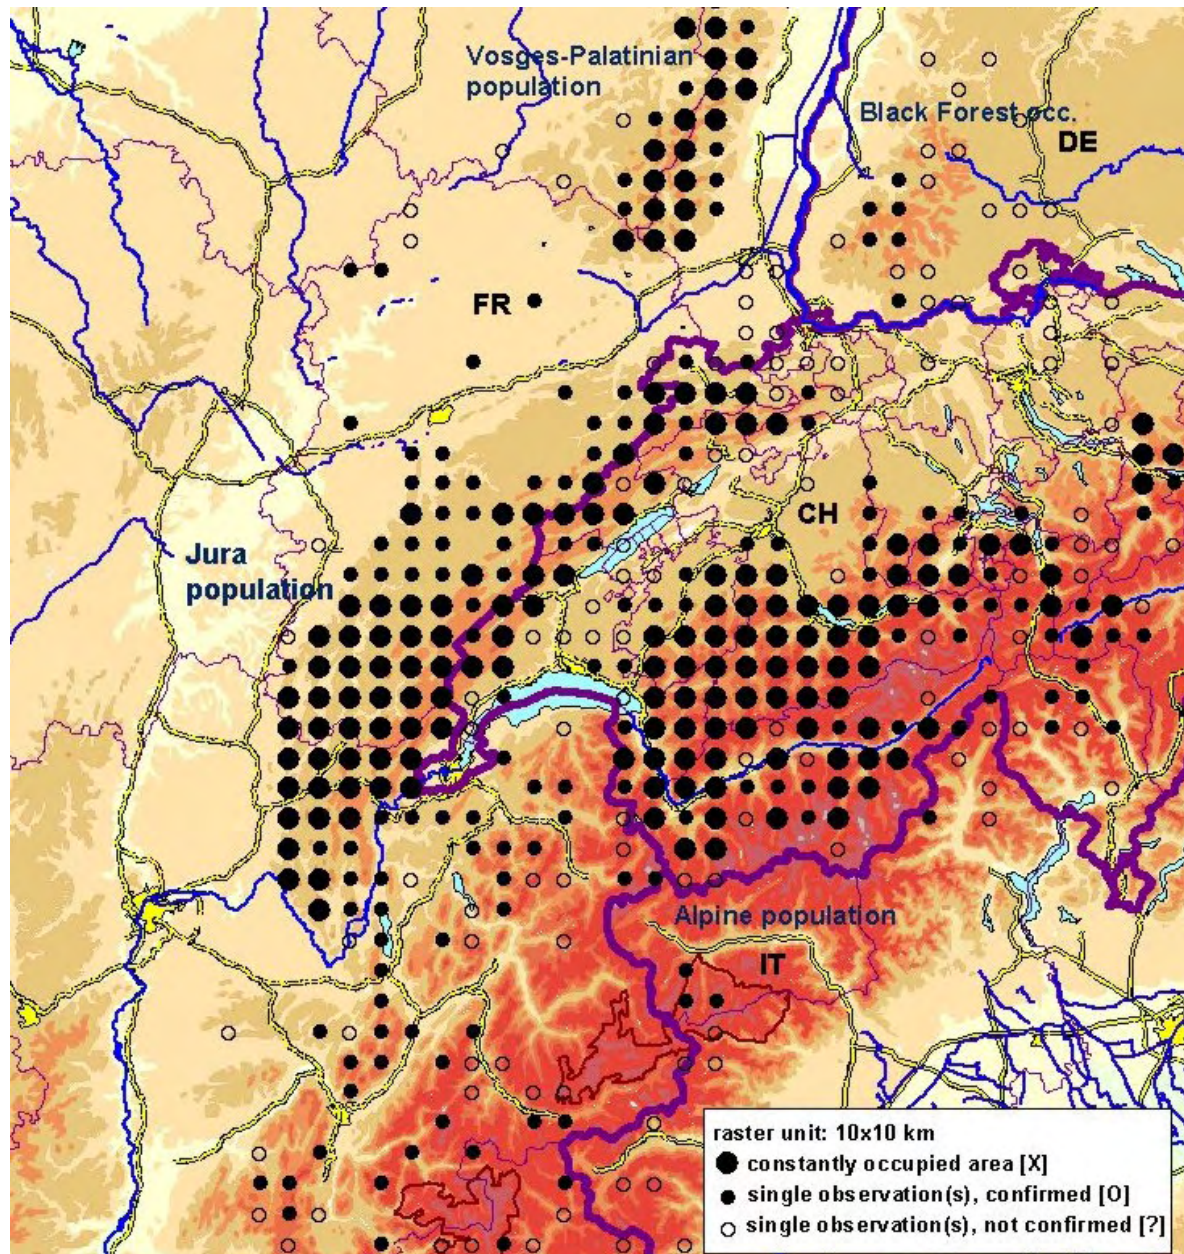 Vosges-Palatinian
population
Black Forest occ.
DE
FR
CH
Jura
population
Alpine population
IT
raster unit: 10x10 km
constantly occupied area [X]
single observation(s), confirmed [O]
single observation(s), not confirmed [?]